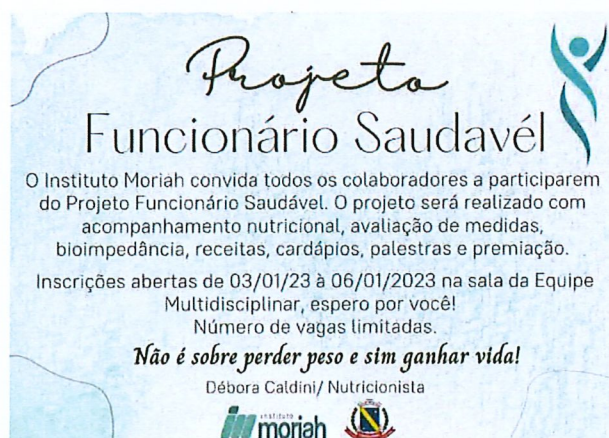 Projeto
Funcionário Saudavél
O Instituto Moriah convida todos os colaboradores a participarem
do Projeto Funcionário Saudável. O projeto será realizado com
acompanhamento nutricional, avaliação de medidas,
bioimpedância, receitas, cardápios, palestras e premiação.
Inscrições abertas de 03/01/23 à 06/01/2023 na sala da Equipe
Multidisciplinar, espero por você!
Número de vagas limitadas.
Não é sobre perder peso e sim ganhar vida!
Débora Caldini/ Nutricionista
instituto
moriah